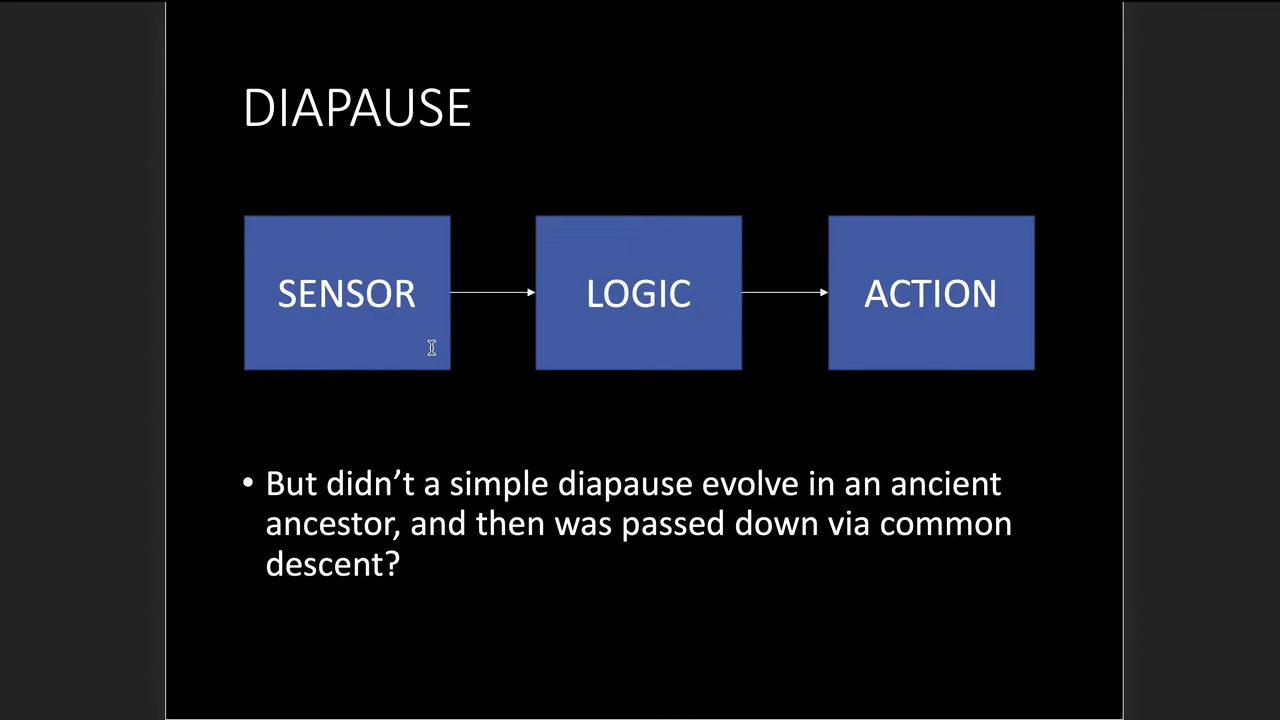 DIAPAUSE
SENSOR
LOGIC
ACTION
• But didn’t a simple diapause evolve in an ancient
ancestor, and then was passed down via common
descent?